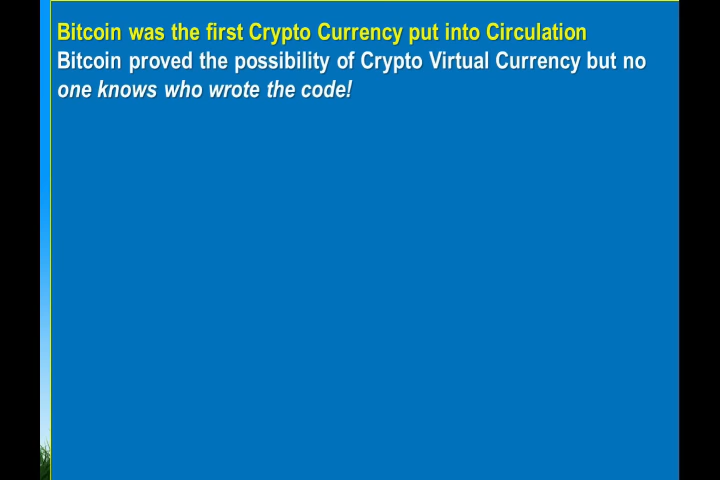 Bitcoin was the first Crypto Currency put into Circulation
Bitcoin proved the possibility of Crypto Virtual Currency but no
one knows who wrote the code!